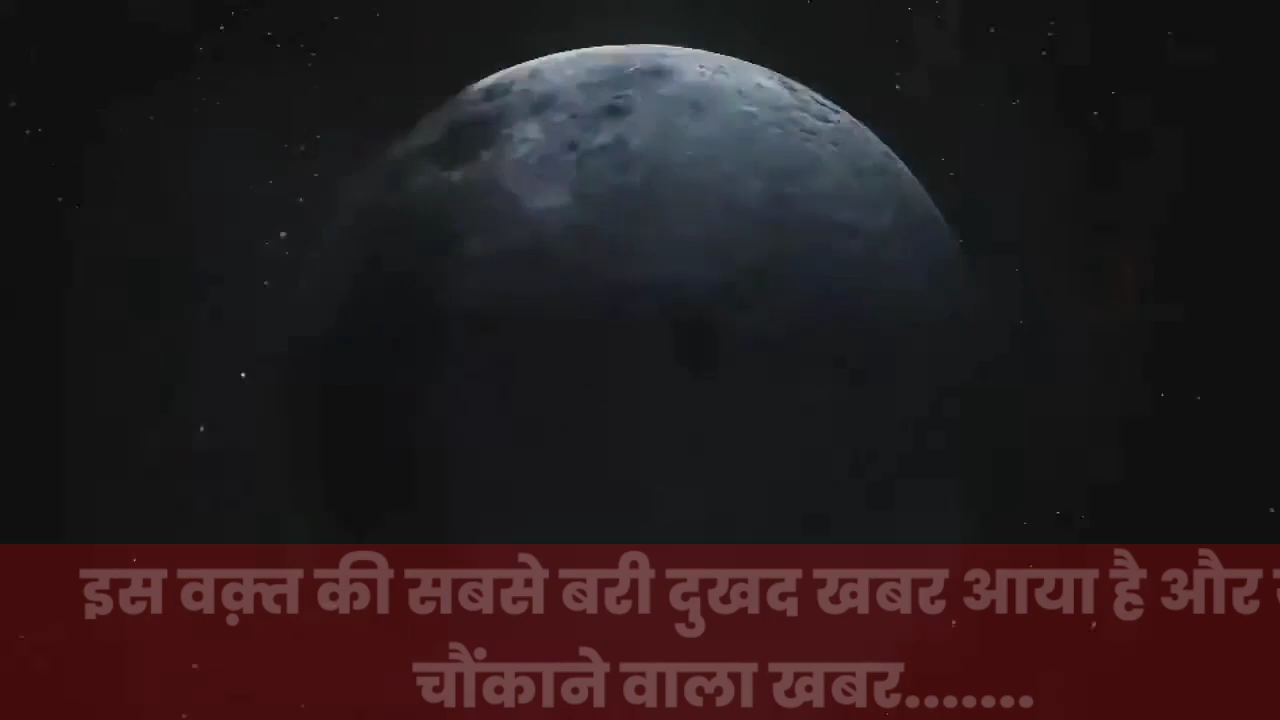 इस वक़्त की सबसे बरी दुखद खबर आया है और
चौंकाने वाला खबर.......